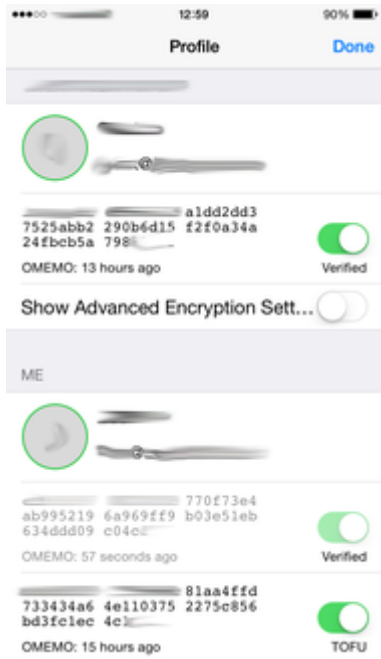 12:59
90%
Profile
Done
@
a1dd2dd3
7525abb2 290b6d15 f2f0a34a
24fbcb5a 798
OMEMO: 13 hours ago
Verified
Show Advanced Encryption Sett...
ME
@
770f73e4
ab995219 6a969ff9 b03e51eb
634ddd09 c04c
OMEMO: 57 seconds ago
Verified
81aa4ffd
733434a6 4e110375 2275c856
bd3fc1ec 4c1
OMEMO: 15 hours ago
TOFU